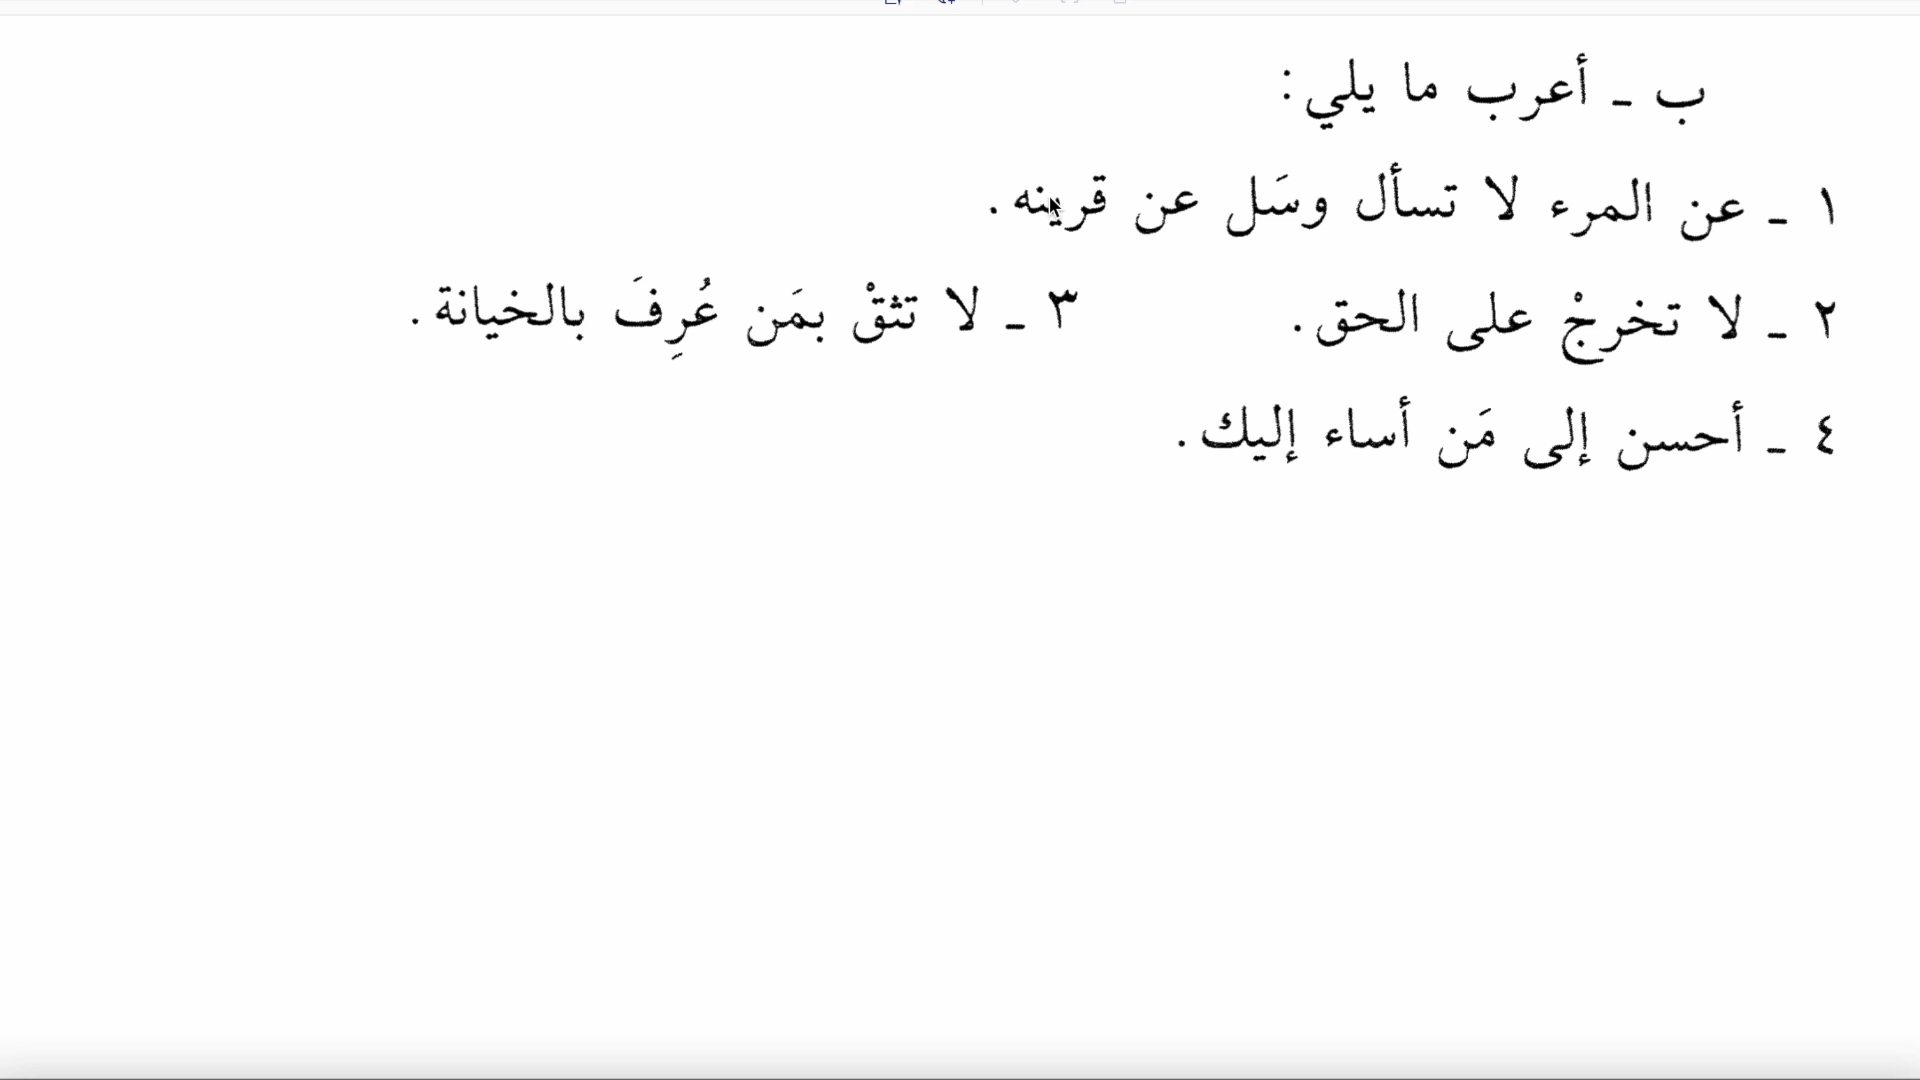 ب ـ أعرب ما يلي :
١ ـ عن المرء لا تسأل وسَل عن قرينه .
٢ ـ لا تخرجْ على الحق . ٣ ـ لا تثقْ بمَن عُرِفَ بالخيانة .
٤ ـ أحسن إلى مَن أساء إليك .